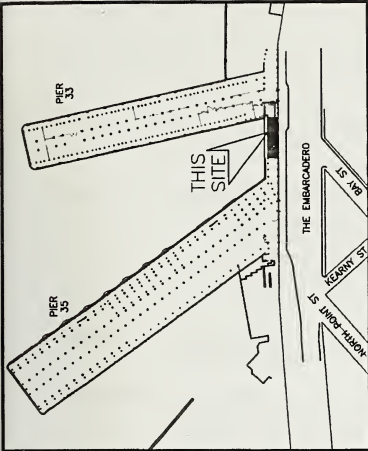 PIER
33
THIS
SITE
PIER
35
THE EMBARCADERO
BAY ST
KEARNY ST
NORTH POINT ST